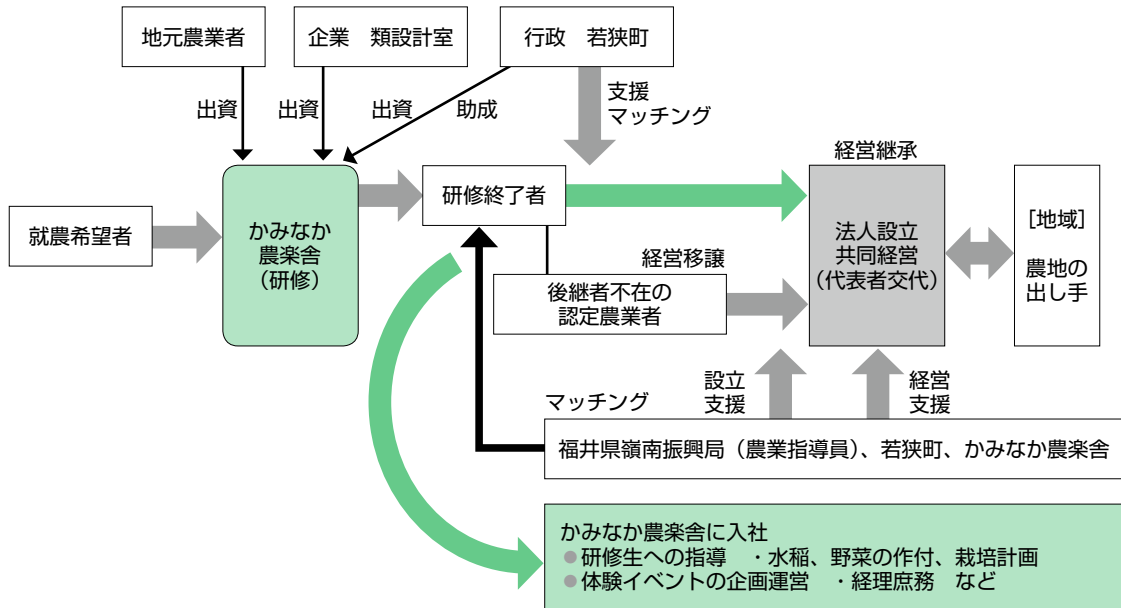 地元農業者
企業　類設計室
行政　若狭町
出資
出資
出資
助成
支援
マッチング
経営継承
就農希望者
かみなか
農楽舎
（研修）
研修終了者
法人設立
共同経営
（代表者交代）
［地域］
農地の
出し手
経営移譲
後継者不在の
認定農業者
設立
支援
経営
支援
マッチング
福井県嶺南振興局（農業指導員）、若狭町、かみなか農楽舎
かみなか農楽舎に入社
●研修生への指導　・水稲、野菜の作付、栽培計画
●体験イベントの企画運営　・経理庶務　など